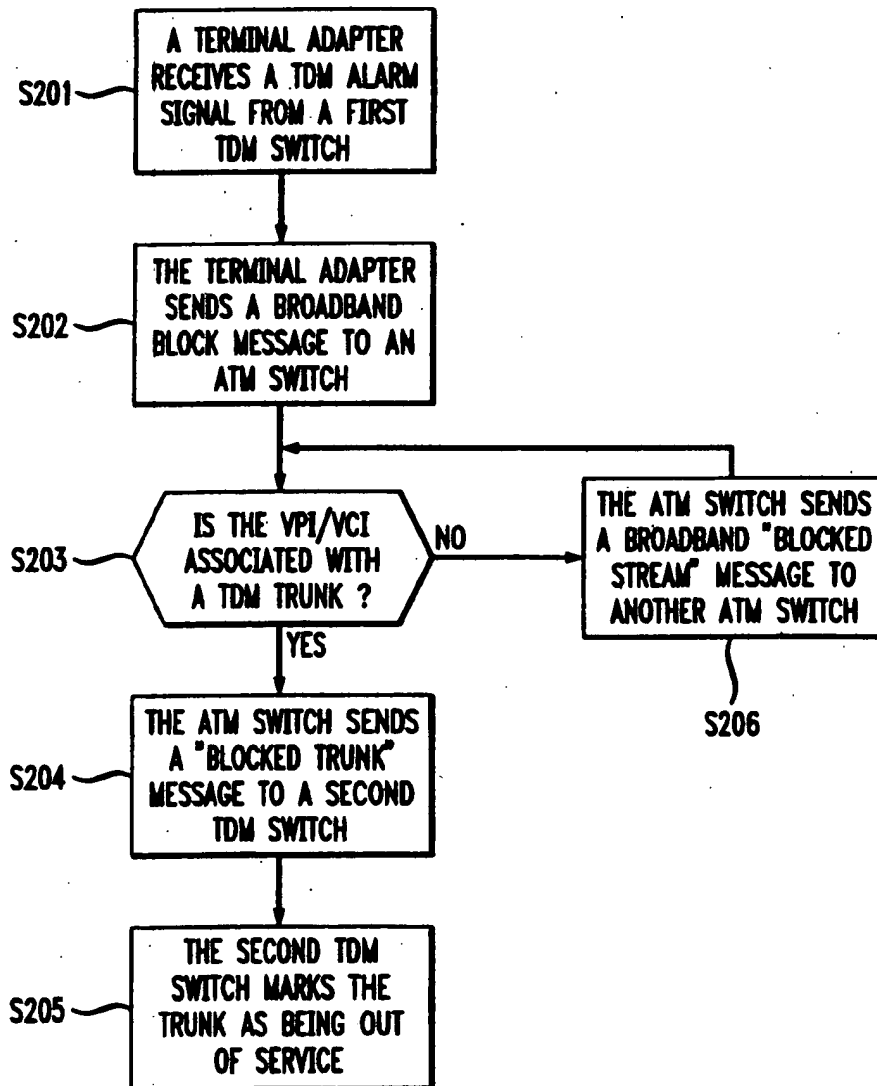 A TERMINAL ADAPTER
RECEIVES A TDM ALARM
SIGNAL FROM A FIRST
TDM SWITCH
S201
THE TERMINAL ADAPTER
SENDS A BROADBAND
BLOCK MESSAGE TO AN
ATM SWITCH
S202
IS THE VPI/VCI
ASSOCIATED WITH
A TDM TRUNK ?
S203
NO
YES
THE ATM SWITCH SENDS
A BROADBAND "BLOCKED
STREAM" MESSAGE TO
ANOTHER ATM SWITCH
S206
THE ATM SWITCH SENDS
A "BLOCKED TRUNK"
MESSAGE TO A SECOND
TDM SWITCH
S204
THE SECOND TDM
SWITCH MARKS THE
TRUNK AS BEING OUT
OF SERVICE
S205